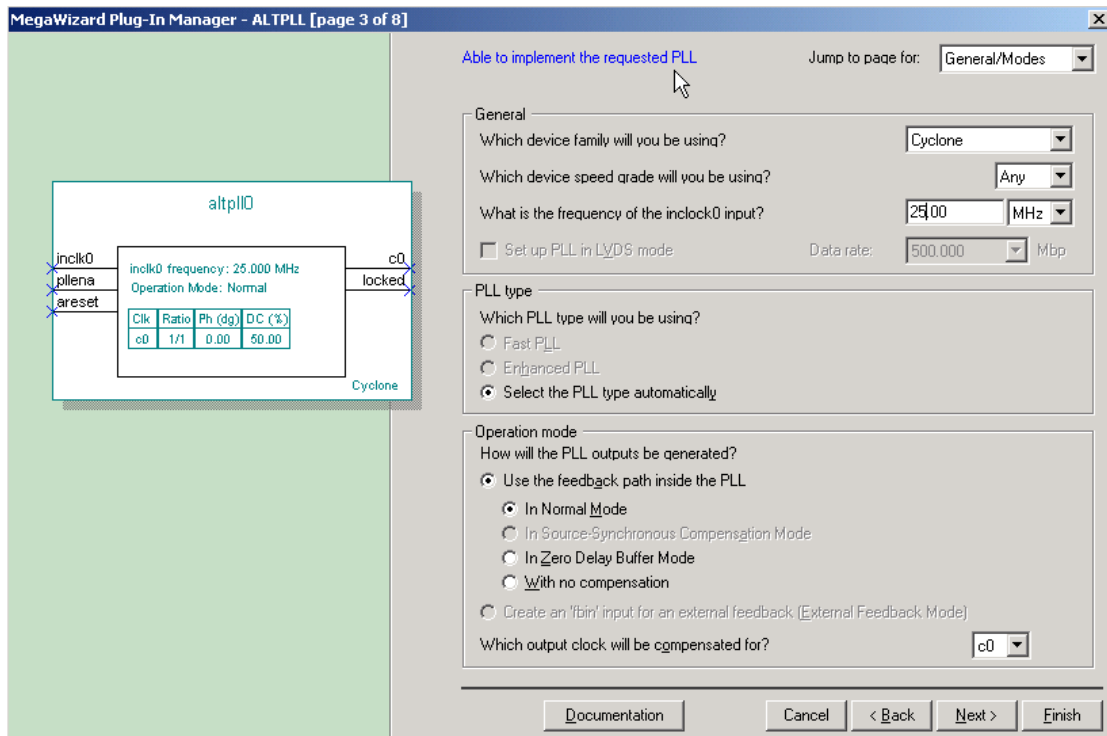 MegaWizard Plug-In Manager - ALTPLL [page 3 of 8]
Able to implement the requested PLL
Jump to page for: General/Modes
General
Which device family will you be using? Cyclone
Which device speed grade will you be using? Any
What is the frequency of the inclock0 input? 25.00 MHz
Set up PLL in LVDS mode Data rate: 500.000 Mbp
altpll0
inclk0
pllena
areset
inclk0 frequency: 25.000 MHz
Operation Mode: Normal
Clk Ratio Ph (dg) DC (%)
c0 1/1 0.00 50.00
c0
locked
Cyclone
PLL type
Which PLL type will you be using?
Fast PLL
Enhanced PLL
Select the PLL type automatically
Operation mode
How will the PLL outputs be generated?
Use the feedback path inside the PLL
In Normal Mode
In Source-Synchronous Compensation Mode
In Zero Delay Buffer Mode
With no compensation
Create an 'fbin' input for an external feedback (External Feedback Mode)
Which output clock will be compensated for? c0
Documentation Cancel < Back Next > Finish